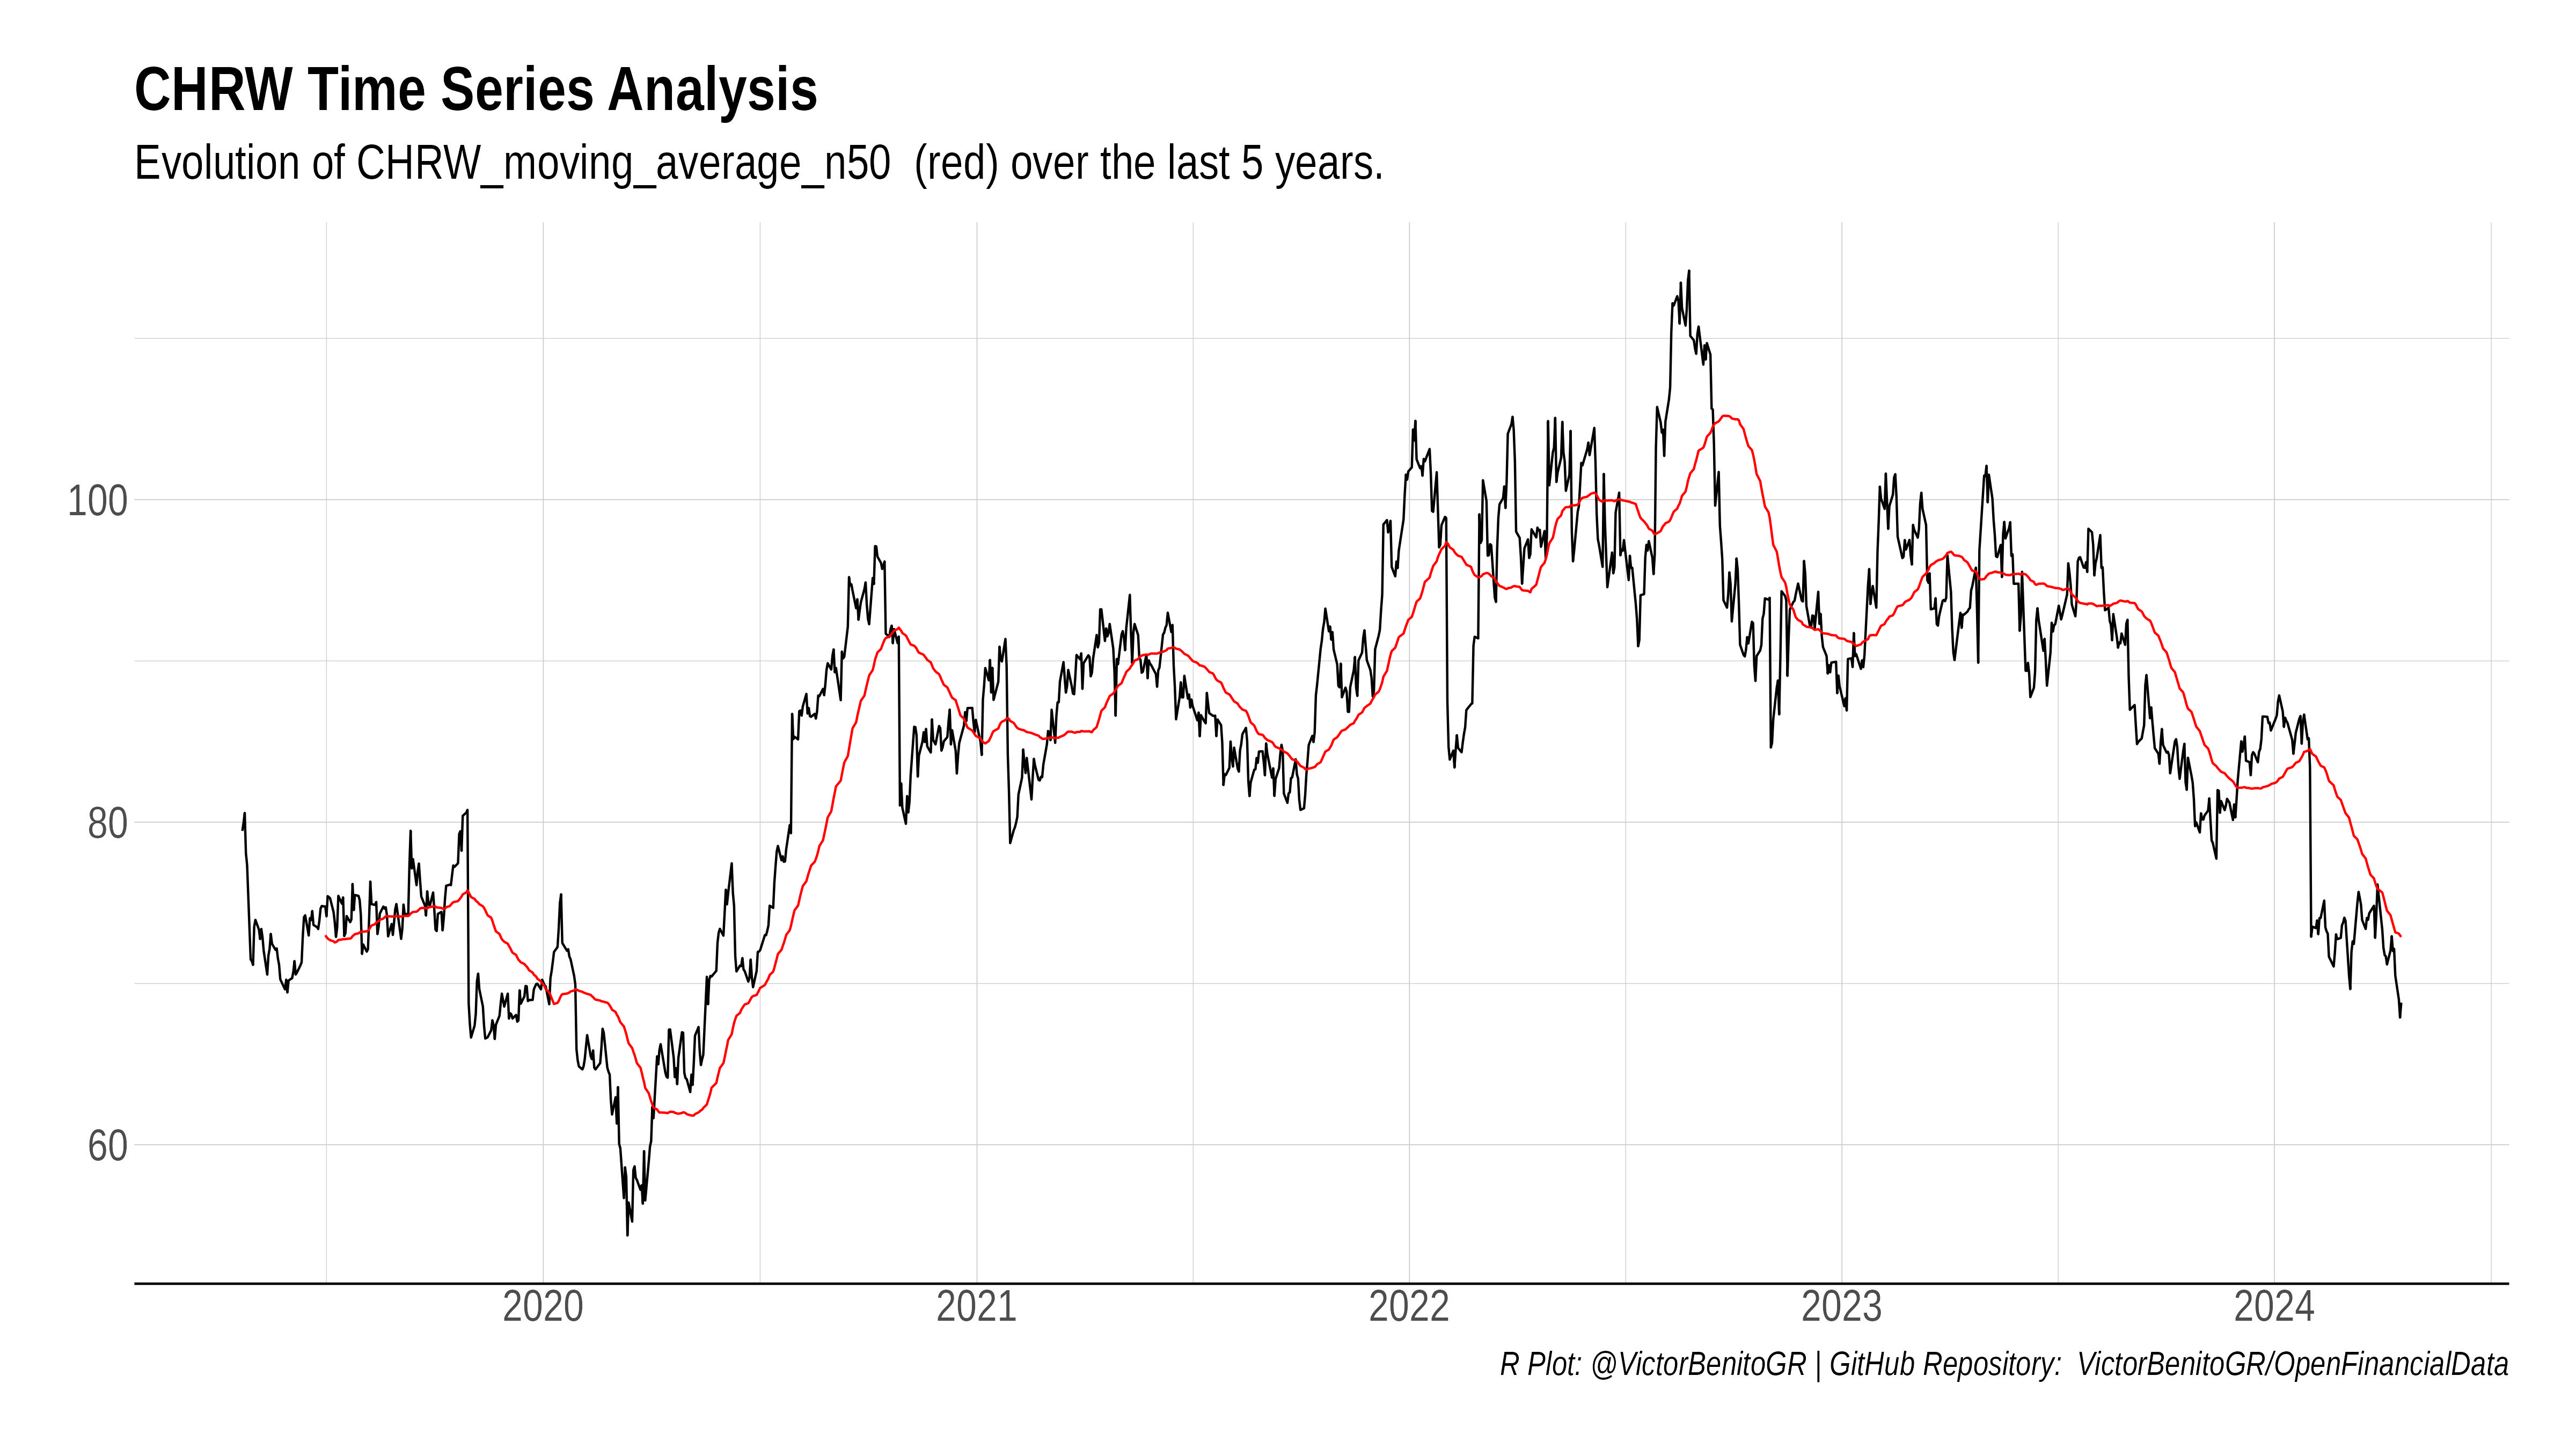 CHRW Time Series Analysis
Evolution of CHRW_moving_average_n50  (red) over the last 5 years.
100
80
60
2020 2021 2022 2023 2024
R Plot: @VictorBenitoGR | GitHub Repository:  VictorBenitoGR/OpenFinancialData